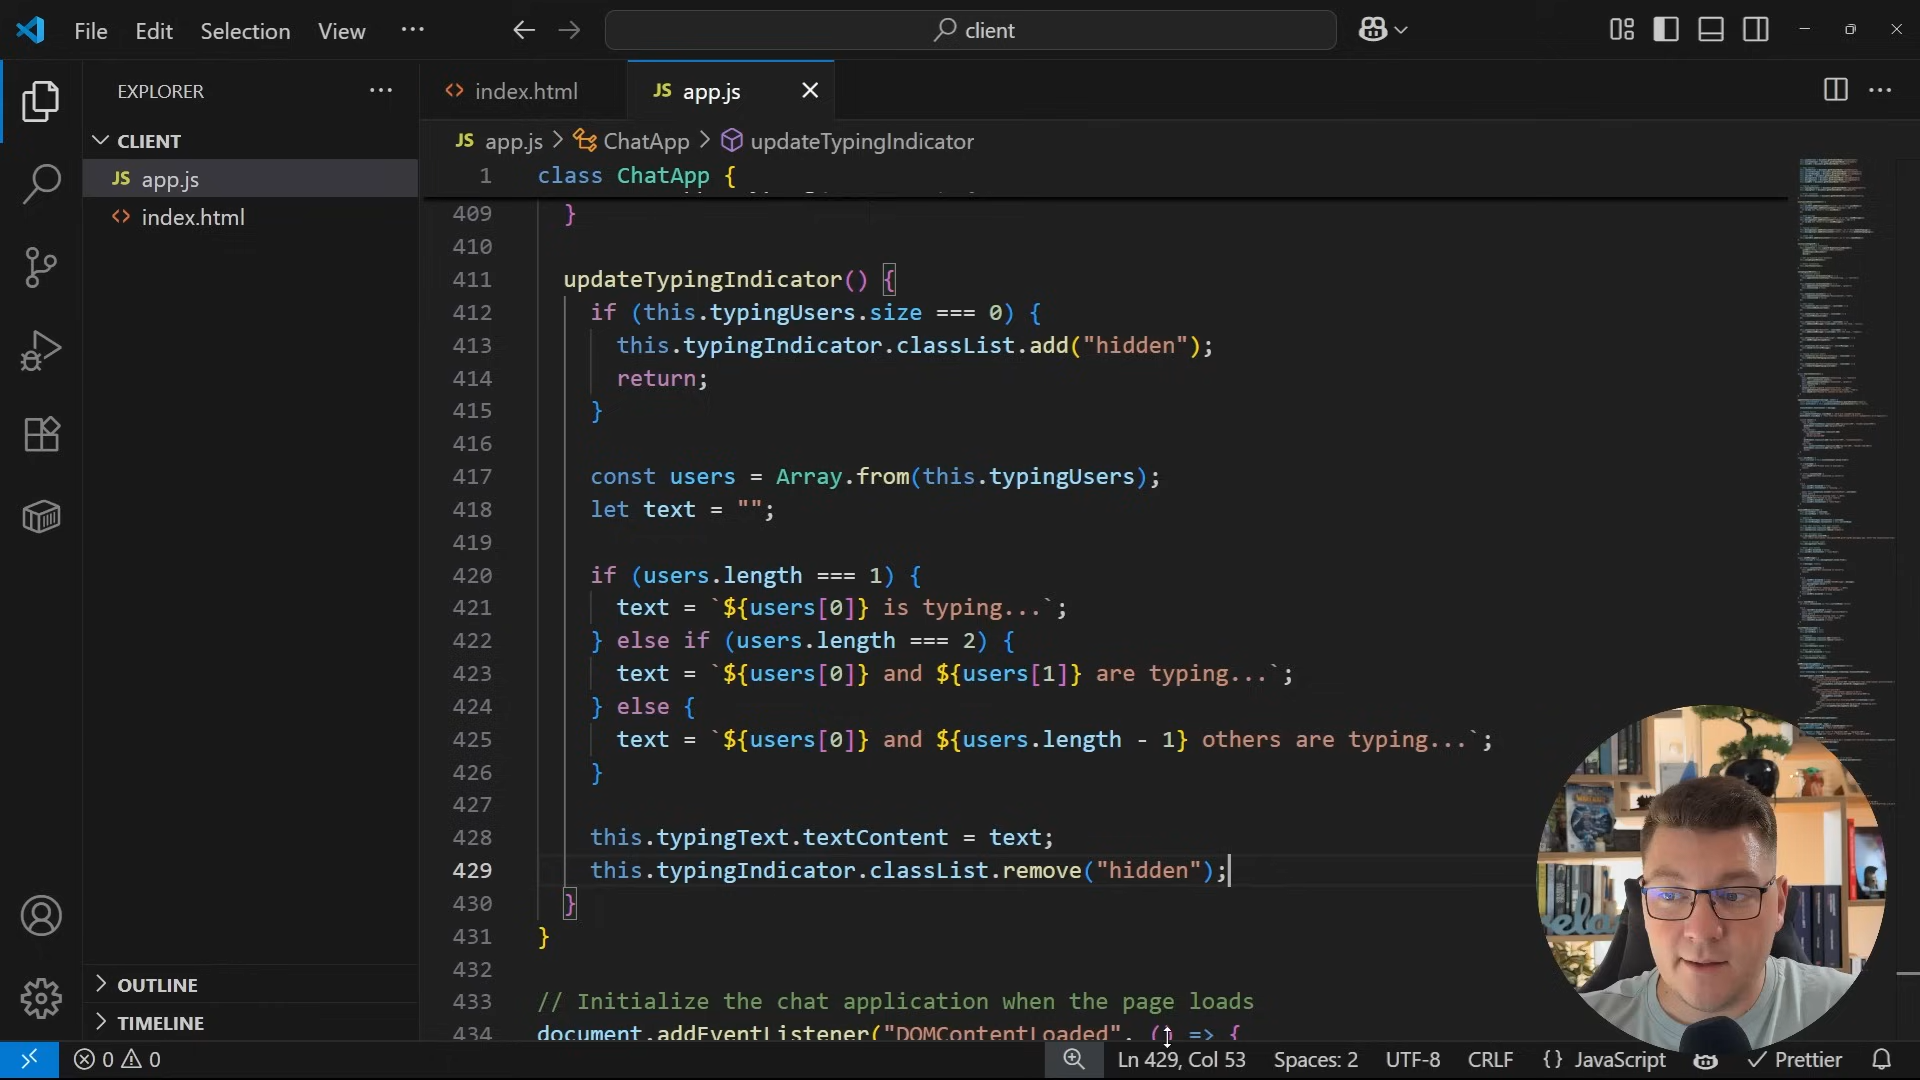 File Edit Selection View ··· client
EXPLORER ···
CLIENT
JS app.js
<> index.html
OUTLINE
TIMELINE
<> index.html
JS app.js
JS app.js > ChatApp > updateTypingIndicator
1 class ChatApp {
409 }
410
411 updateTypingIndicator() {
412 if (this.typingUsers.size === 0) {
413 this.typingIndicator.classList.add("hidden");
414 return;
415 }
416
417 const users = Array.from(this.typingUsers);
418 let text = "";
419
420 if (users.length === 1) {
421 text = `${users[0]} is typing...`;
422 } else if (users.length === 2) {
423 text = `${users[0]} and ${users[1]} are typing...`;
424 } else {
425 text = `${users[0]} and ${users.length - 1} others are typing...`;
426 }
427
428 this.typingText.textContent = text;
429 this.typingIndicator.classList.remove("hidden");
430 }
431 }
432
433 // Initialize the chat application when the page loads
434 document.addEventListener("DOMContentLoaded", () => {
0 0 Ln 429, Col 53 Spaces: 2 UTF-8 CRLF {} JavaScript Prettier